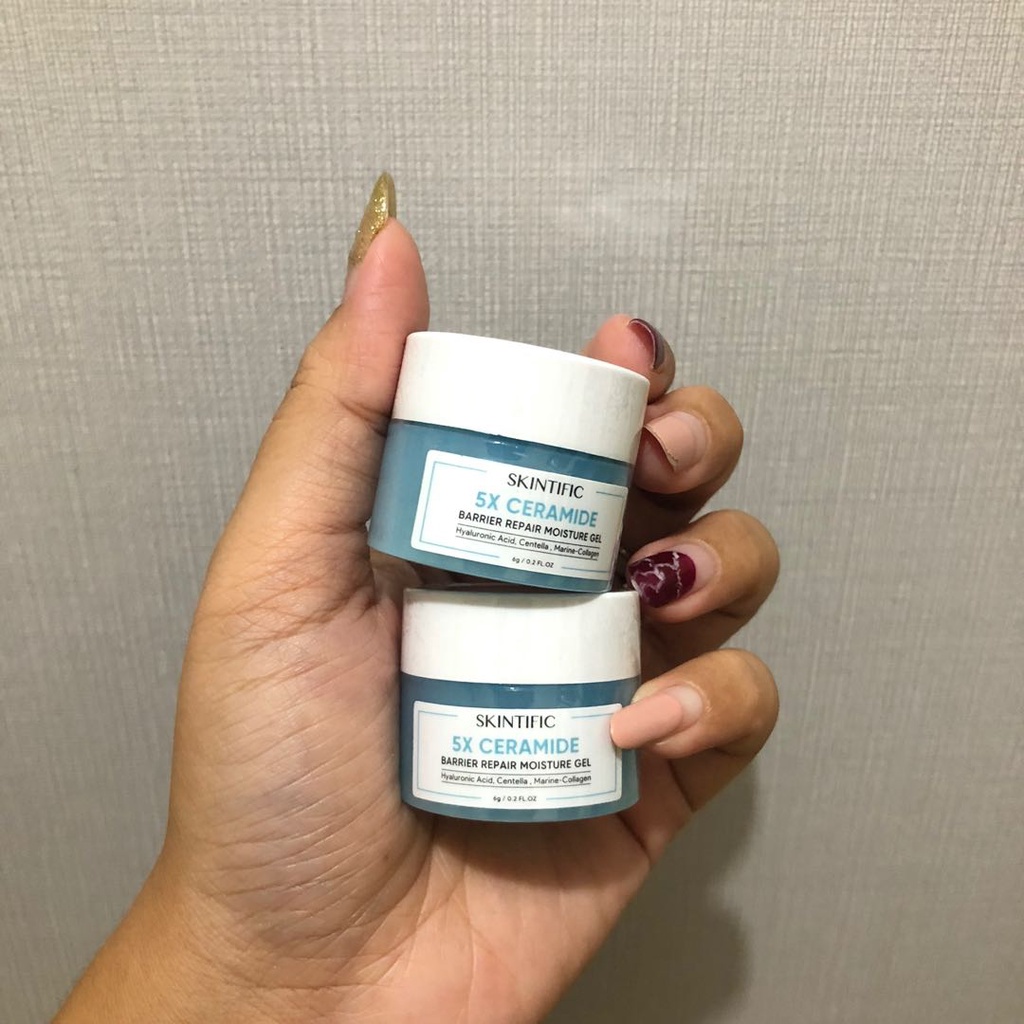 SKINTIFIC
5X CERAMIDE
BARRIER REPAIR MOISTURE GEL
Hyaluronic Acid, Centella , Marine-Collagen
6g / 0.2 FL.OZ
SKINTIFIC
5X CERAMIDE
BARRIER REPAIR MOISTURE GEL
Hyaluronic Acid, Centella , Marine-Collagen
6g / 0.2 FL.OZ